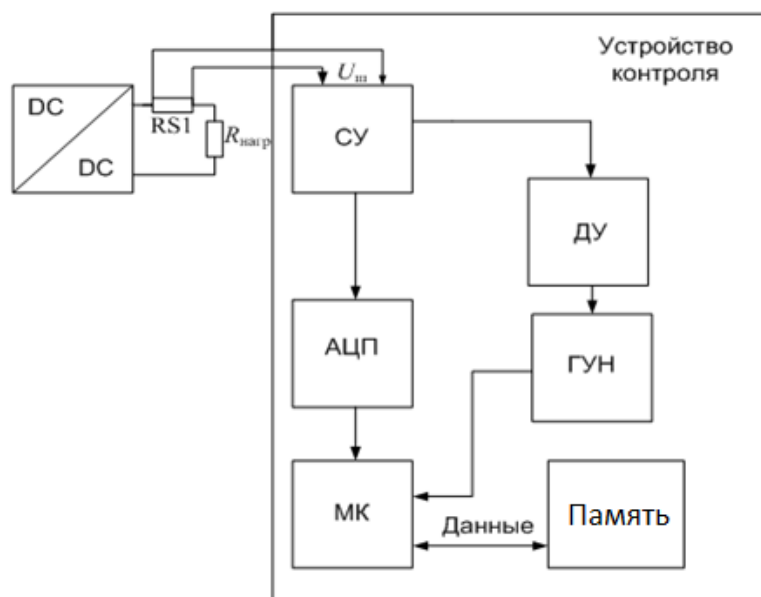 Устройство
контроля
Uш
DC
DC
RS1
Rнагр
СУ
ДУ
АЦП
ГУН
МК
Данные
Память